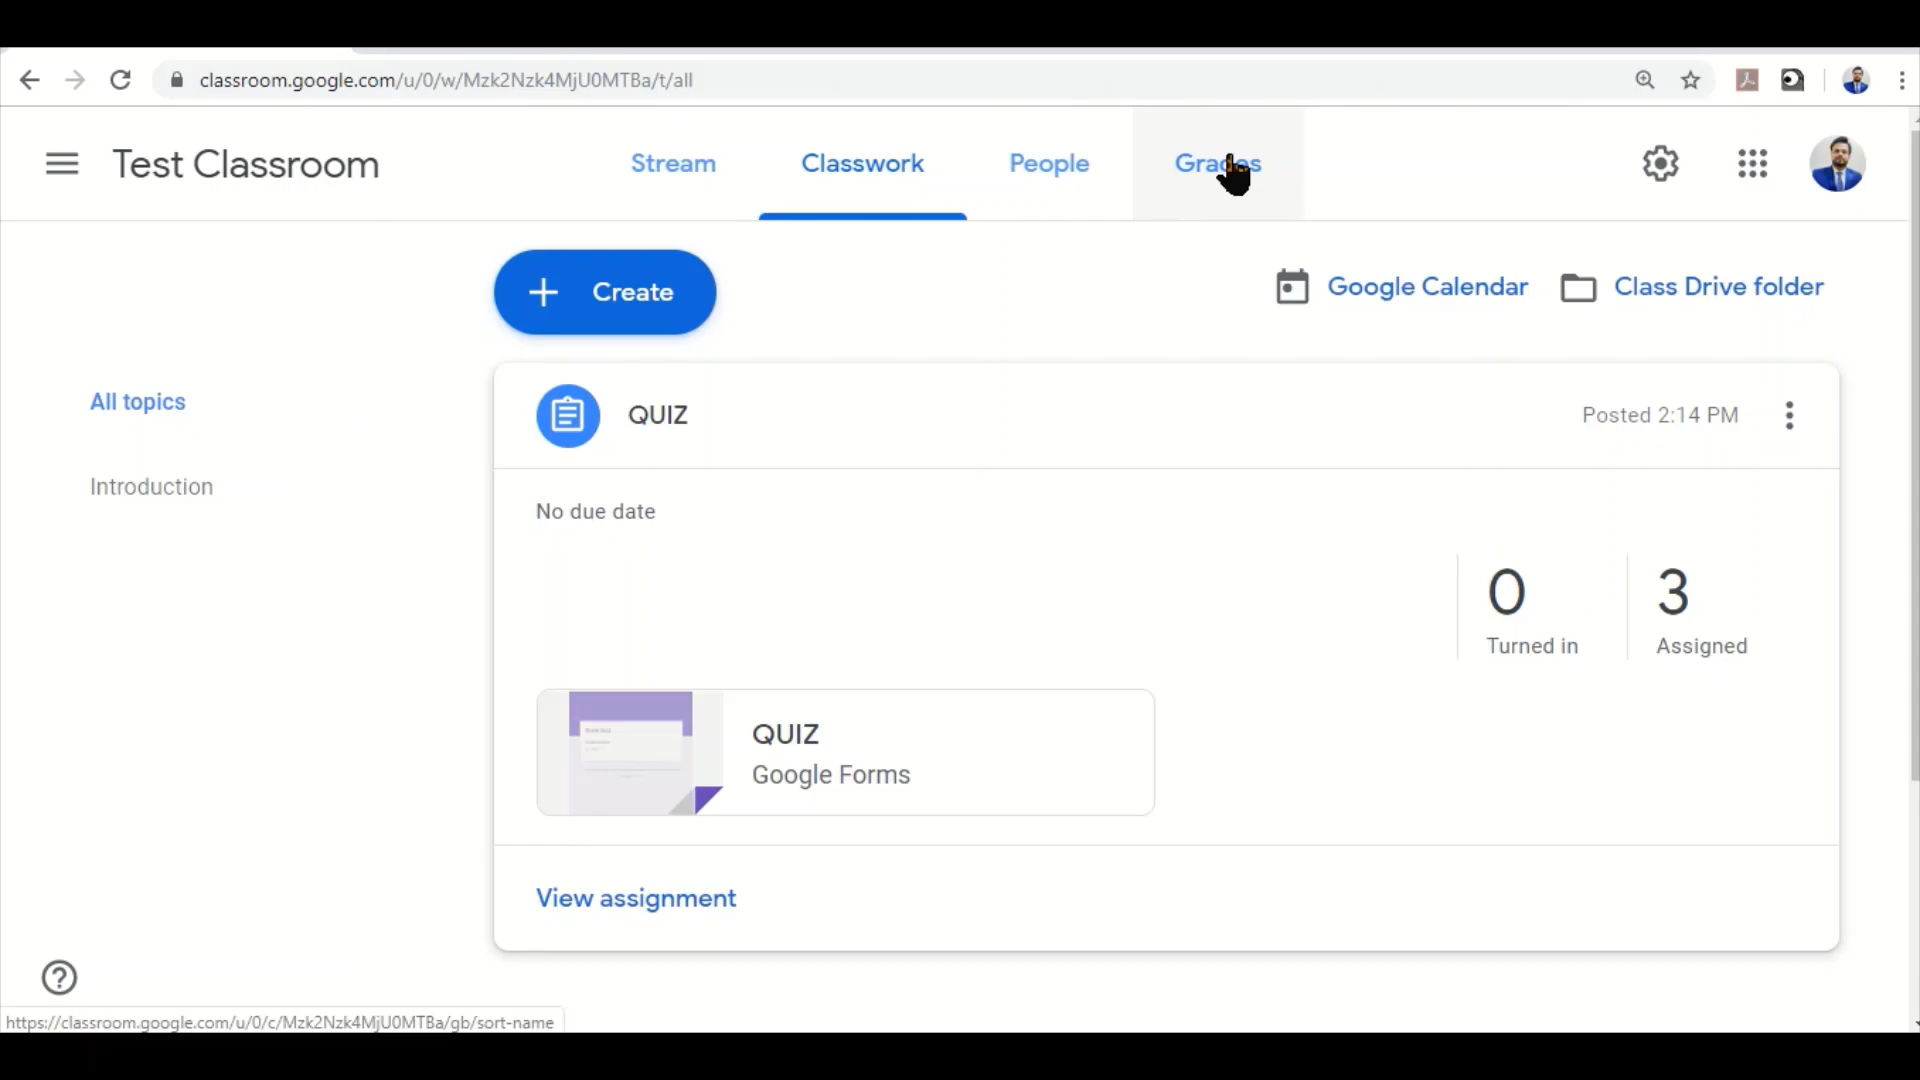 classroom.google.com/u/0/w/Mzk2Nzk4MjU0MTBa/t/all
Test Classroom
Stream
Classwork
People
Grades
Create
Google Calendar
Class Drive folder
All topics
Introduction
QUIZ
Posted 2:14 PM
No due date
0
Turned in
3
Assigned
QUIZ
Google Forms
View assignment
https://classroom.google.com/u/0/c/Mzk2Nzk4MjU0MTBa/gb/sort-name